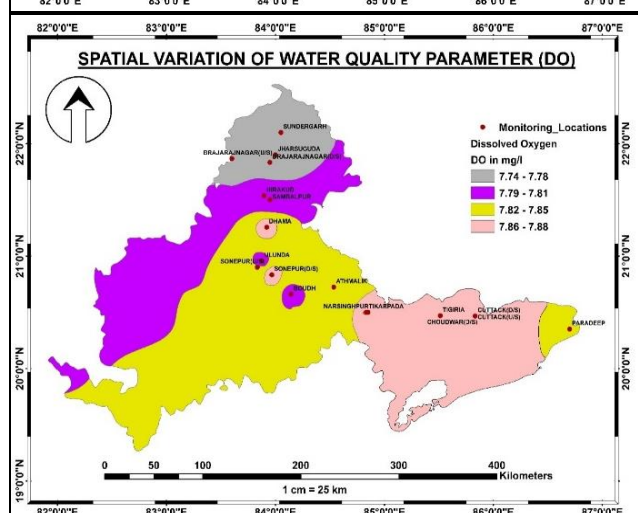 82°0'0"E 83°0'0"E 84°0'0"E 85°0'0"E 86°0'0"E 87°0'0"E
SPATIAL VARIATION OF WATER QUALITY PARAMETER (DO)
22°0'0"N
21°0'0"N
20°0'0"N
19°0'0"N
22°0'0"N
21°0'0"N
20°0'0"N
Monitoring_Locations
Dissolved Oxygen
DO in mg/l
7.74 - 7.78
7.79 - 7.81
7.82 - 7.85
7.86 - 7.88
SUNDERGARH
JHARSUGUDA
BRAJARAJNAGAR(U/S)
BRAJARAJNAGAR(D/S)
HIRAKUD
SAMBALPUR
DHAMA
ULUNDA
SONEPUR(D/S)
BOUDH
ATHMALIK
NARSINGHPUR
TIKARPADA
TIGIRIA
CUTTACK(D/S)
CHOUDWAR(D/S)
CUTTACK(U/S)
PARADEEP
0 50 100 200 300 400
Kilometers
1 cm = 25 km
82°0'0"E 83°0'0"E 84°0'0"E 85°0'0"E 86°0'0"E 87°0'0"E